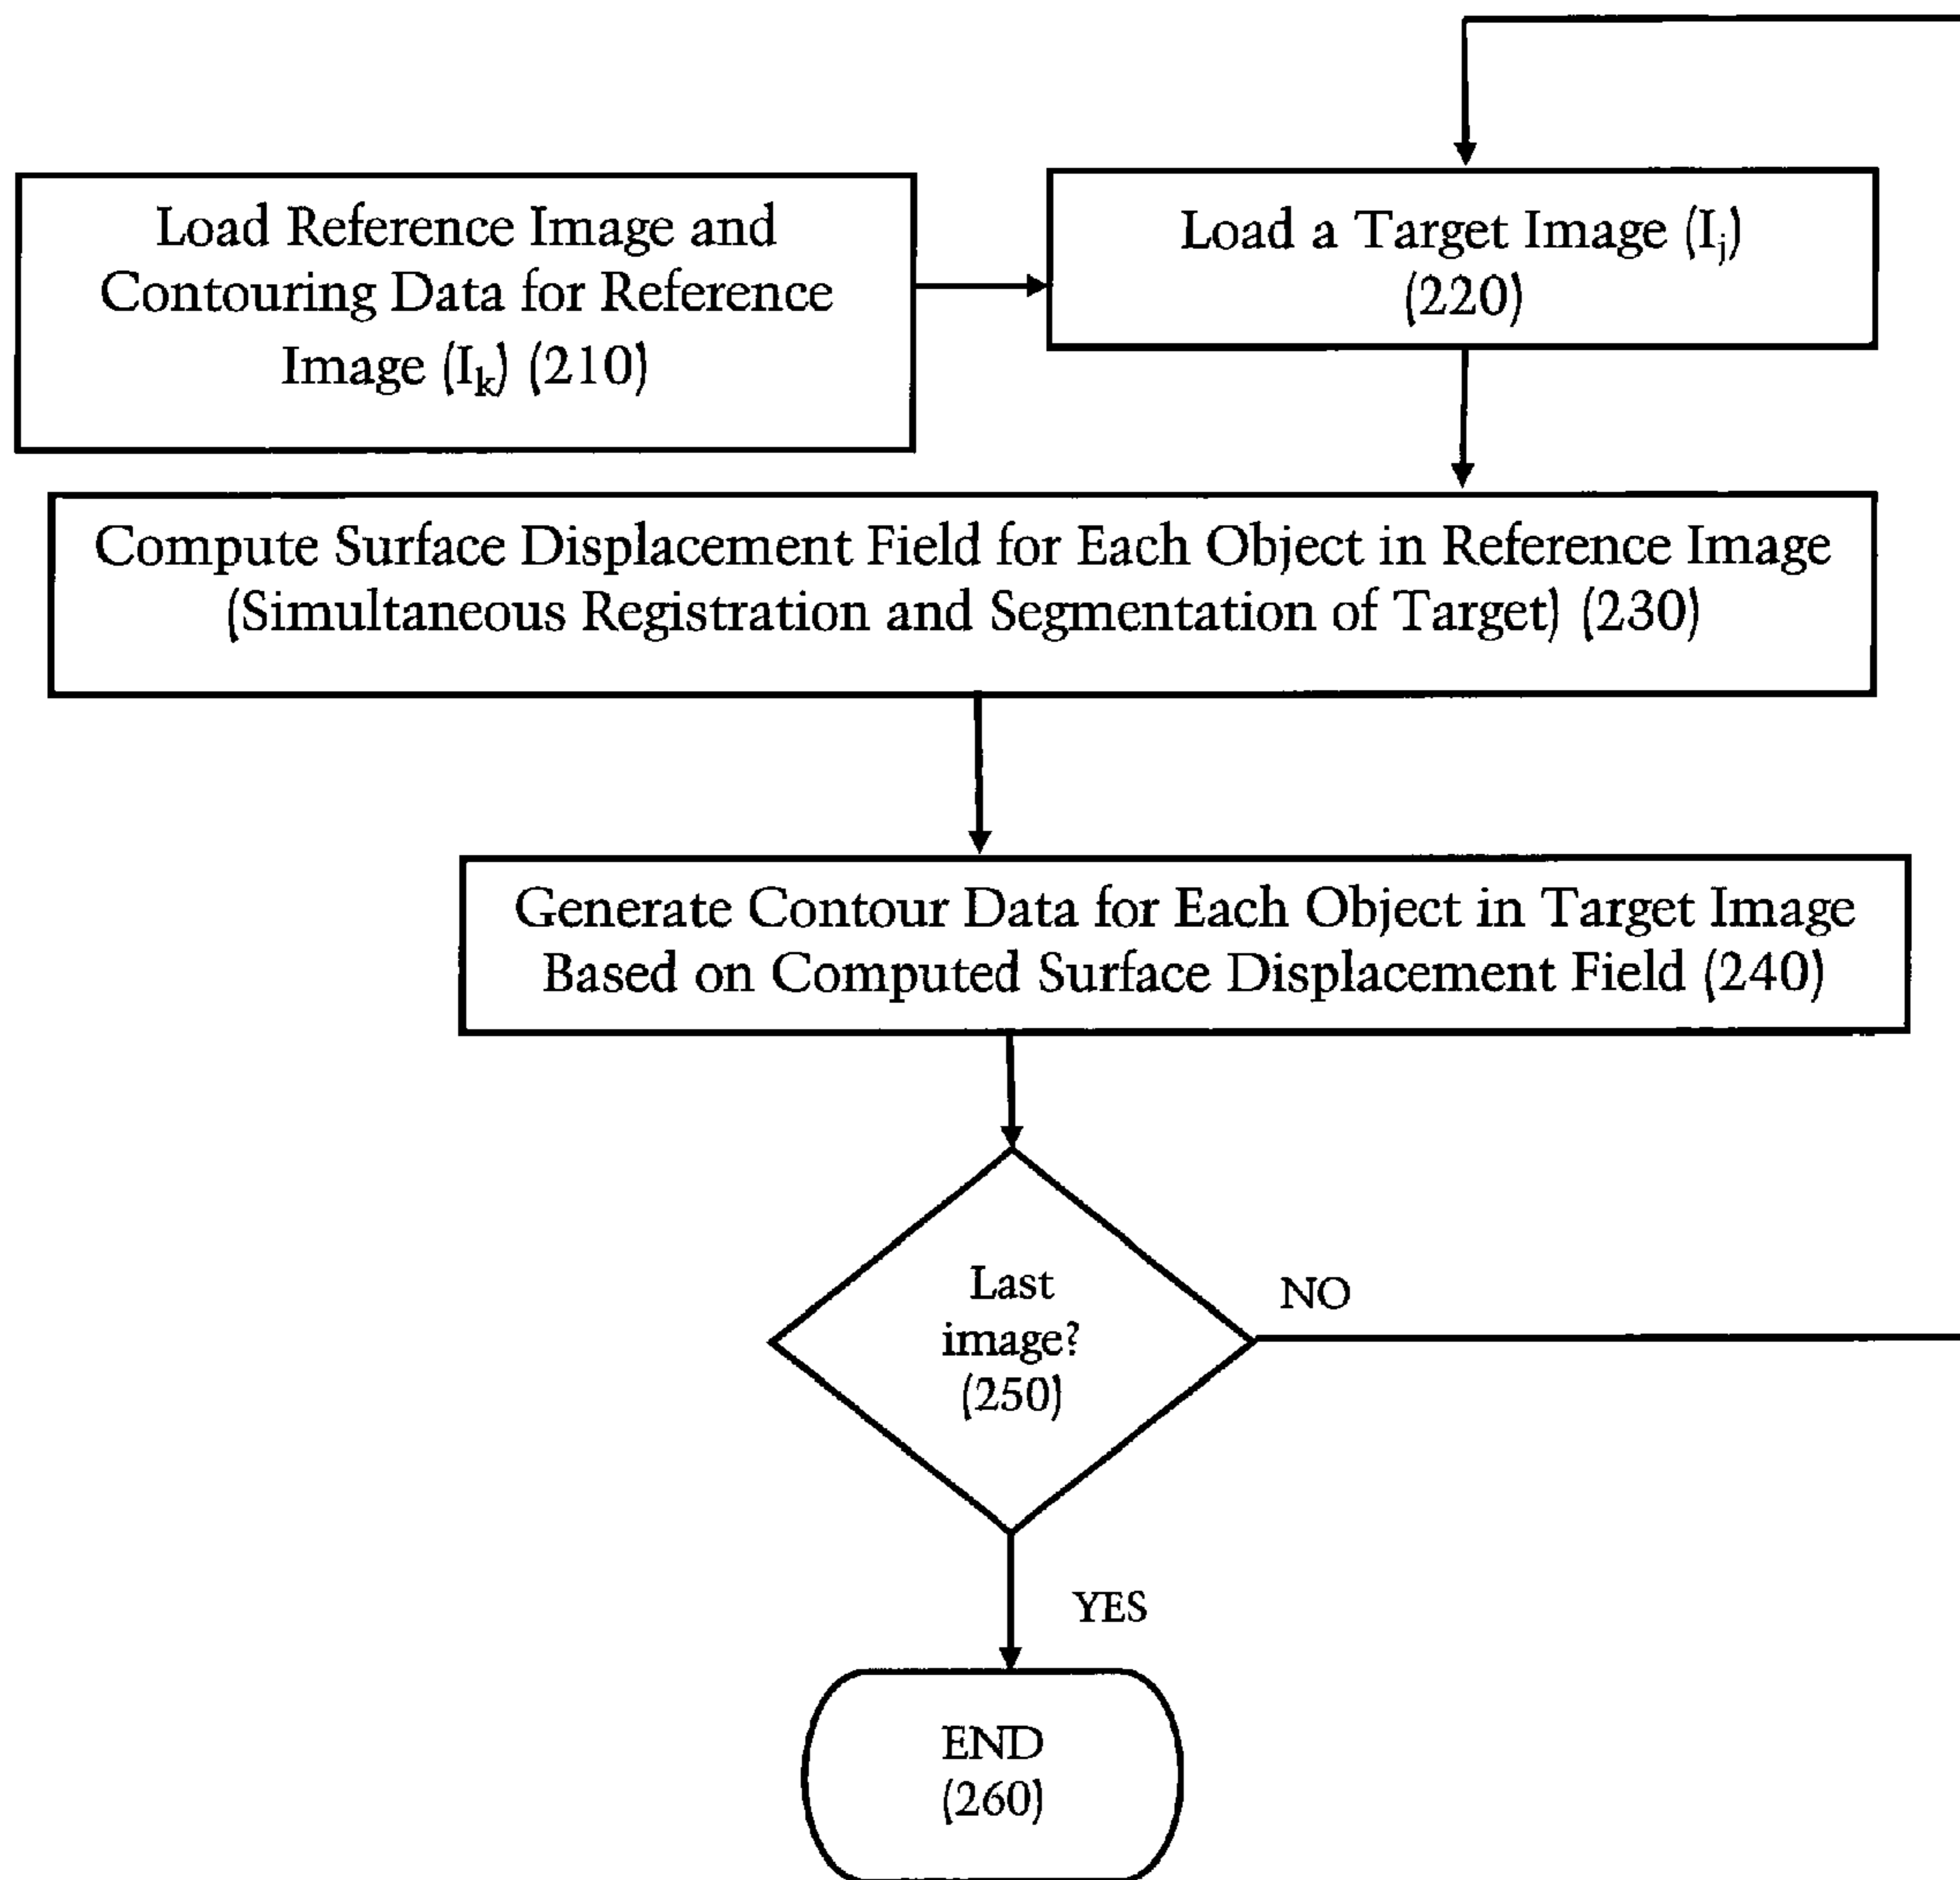 Load Reference Image and
Contouring Data for Reference
Image (Ik) (210)
Load a Target Image (Ij)
(220)
Compute Surface Displacement Field for Each Object in Reference Image
(Simultaneous Registration and Segmentation of Target) (230)
Generate Contour Data for Each Object in Target Image
Based on Computed Surface Displacement Field (240)
Last
image?
(250)
NO
YES
END
(260)